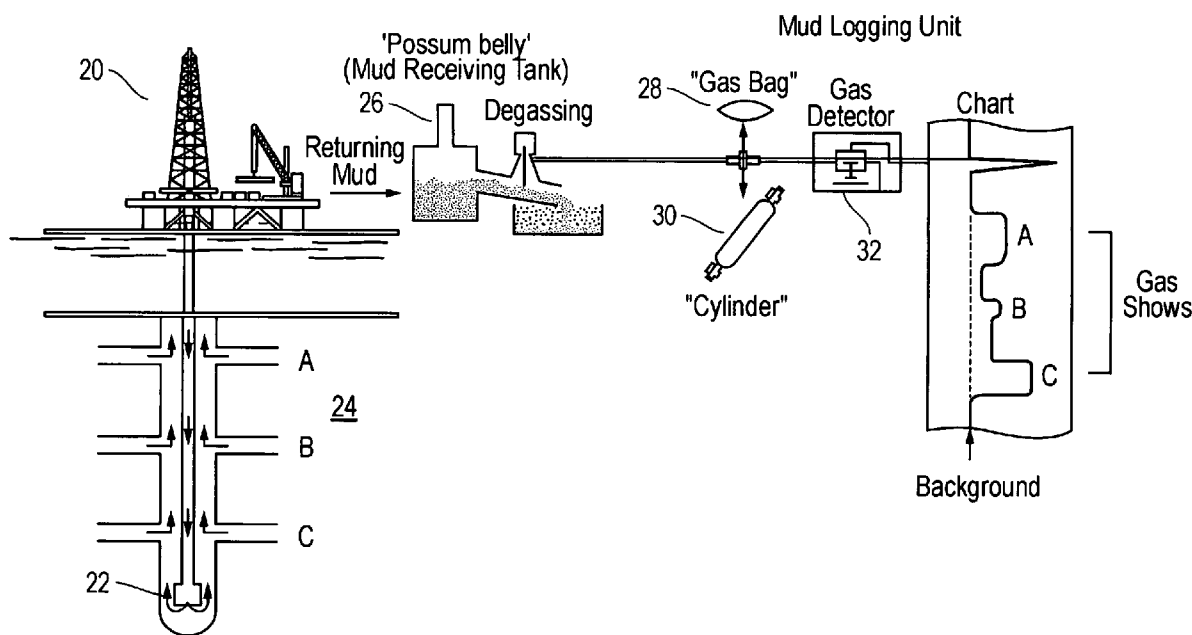 Mud Logging Unit
'Possum belly'
(Mud Receiving Tank)
20
26
Degassing
28
"Gas Bag"
Gas
Detector
Chart
Returning
Mud
30
32
"Cylinder"
A
B
C
Gas
Shows
Background
A
24
B
C
22